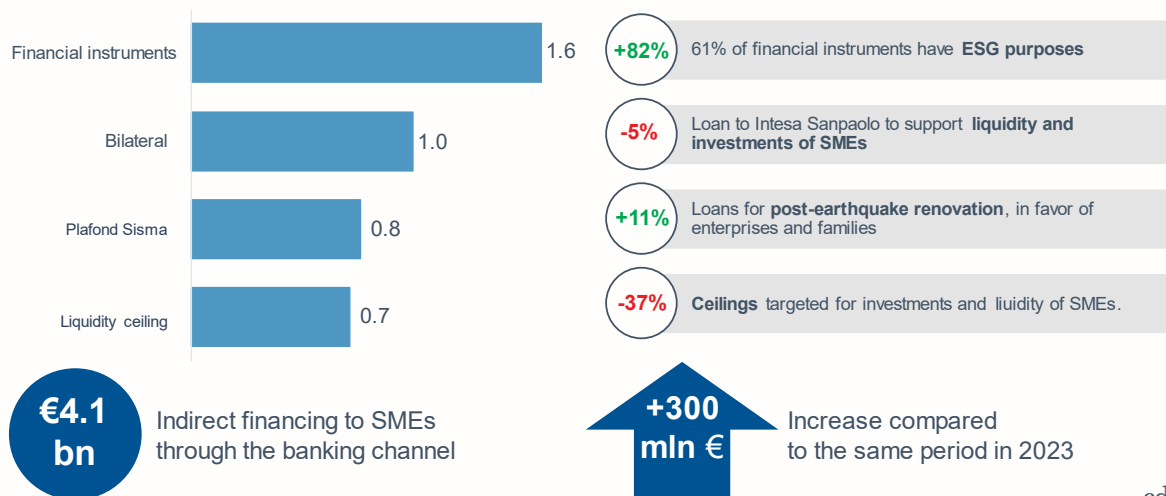 Financial instruments
1.6
+82%
61% of financial instruments have ESG purposes
Bilateral
1.0
-5%
Loan to Intesa Sanpaolo to support liquidity and
investments of SMEs
Plafond Sisma
0.8
+11%
Loans for post-earthquake renovation, in favor of
enterprises and families
Liquidity ceiling
0.7
-37%
Ceilings targeted for investments and liuidity of SMEs.
€4.1
bn
Indirect financing to SMEs
through the banking channel
+300
mln €
Increase compared
to the same period in 2023